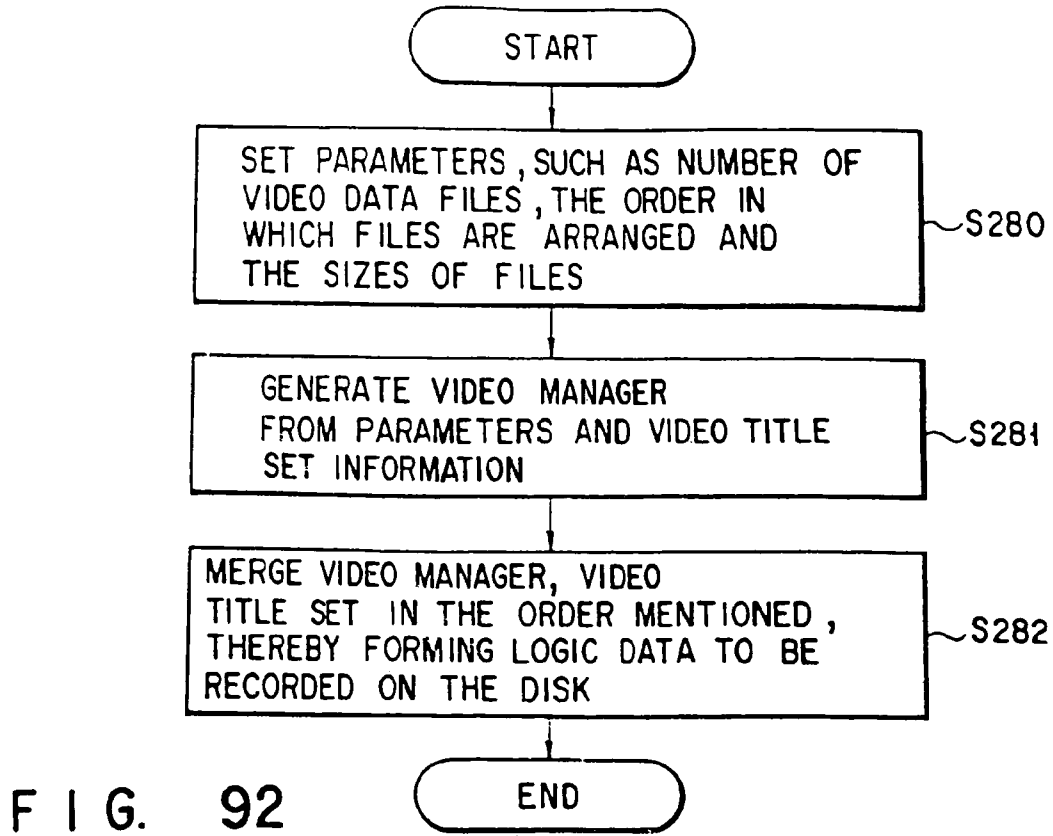 START
SET PARAMETERS, SUCH AS NUMBER OF
VIDEO DATA FILES, THE ORDER IN
WHICH FILES ARE ARRANGED AND
THE SIZES OF FILES
S280
GENERATE VIDEO MANAGER
FROM PARAMETERS AND VIDEO TITLE
SET INFORMATION
S281
MERGE VIDEO MANAGER, VIDEO
TITLE SET IN THE ORDER MENTIONED,
THEREBY FORMING LOGIC DATA TO BE
RECORDED ON THE DISK
S282
END
FIG. 92